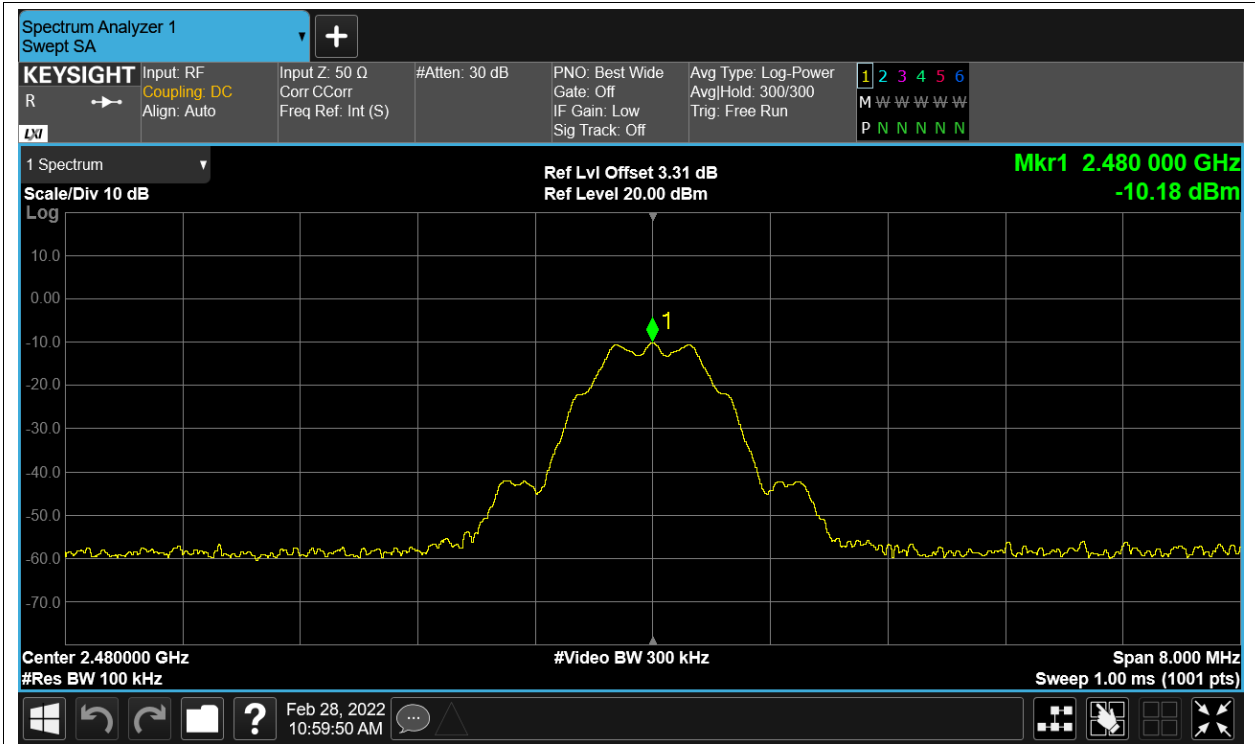 Spectrum Analyzer 1
Swept SA
+
KEYSIGHT
R
LXI
Input: RF
Coupling: DC
Align: Auto
Input Z: 50 Ω
Corr CCorr
Freq Ref: Int (S)
#Atten: 30 dB
PNO: Best Wide
Gate: Off
IF Gain: Low
Sig Track: Off
Avg Type: Log-Power
Avg|Hold: 300/300
Trig: Free Run
1 2 3 4 5 6
M W W W W W
P N N N N N
1 Spectrum
Scale/Div 10 dB
Log
Ref Lvl Offset 3.31 dB
Ref Level 20.00 dBm
Mkr1 2.480 000 GHz
-10.18 dBm
10.0
0.00
-10.0
-20.0
-30.0
-40.0
-50.0
-60.0
-70.0
1
Center 2.480000 GHz
#Res BW 100 kHz
#Video BW 300 kHz
Span 8.000 MHz
Sweep 1.00 ms (1001 pts)
?
Feb 28, 2022
10:59:50 AM